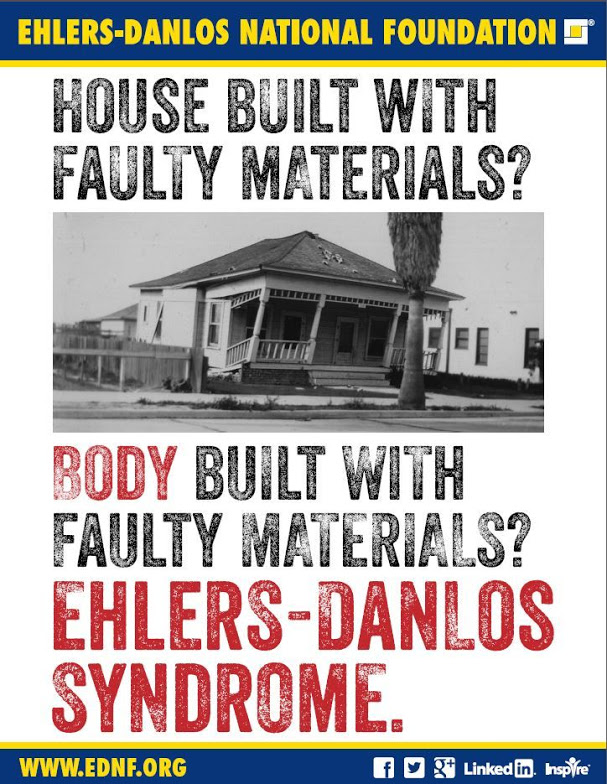 EHLERS-DANLOS NATIONAL FOUNDATION ®
HOUSE BUILT WITH
FAULTY MATERIALS?
BODY BUILT WITH
FAULTY MATERIALS?
EHLERS-DANLOS
SYNDROME.
WWW.EDNF.ORG f g+ Linked in. Inspire